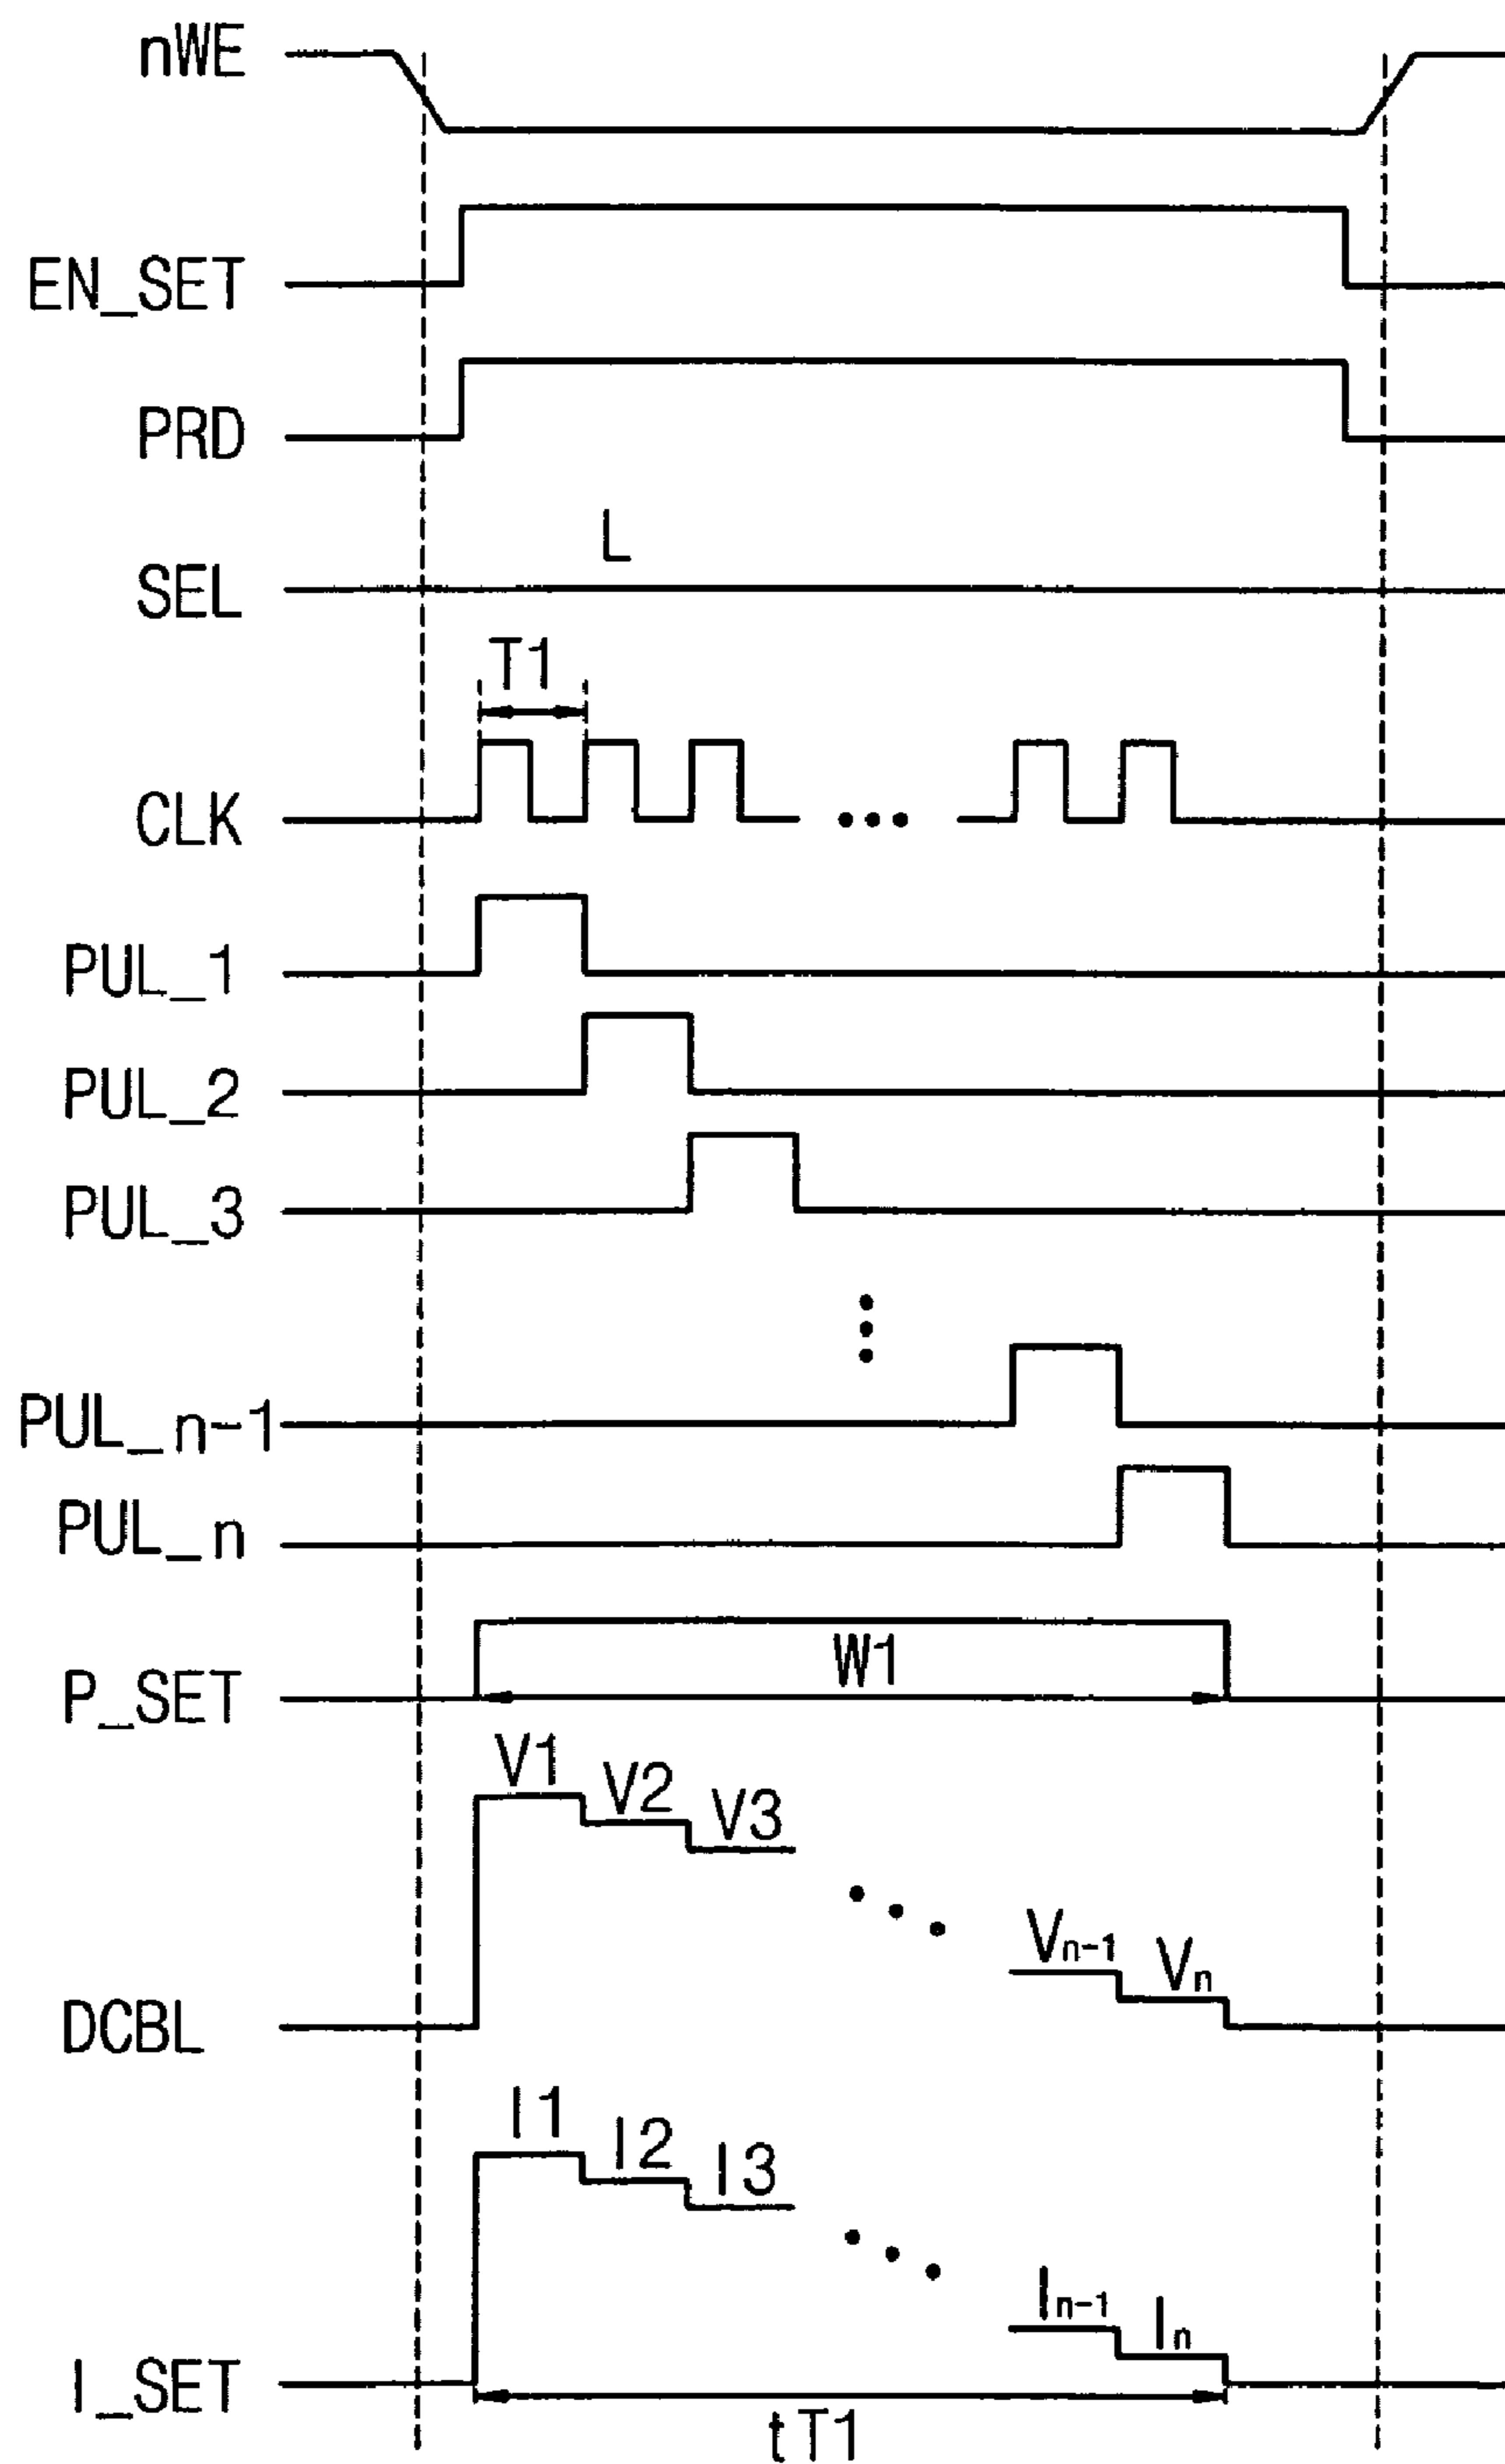 nWE
EN_SET
PRD
L
SEL
T1
CLK
PUL_1
PUL_2
PUL_3
PUL_n-1
PUL_n
W1
P_SET
V1
V2
V3
Vn-1
Vn
DCBL
I1
I2
I3
In-1
In
I_SET
tT1